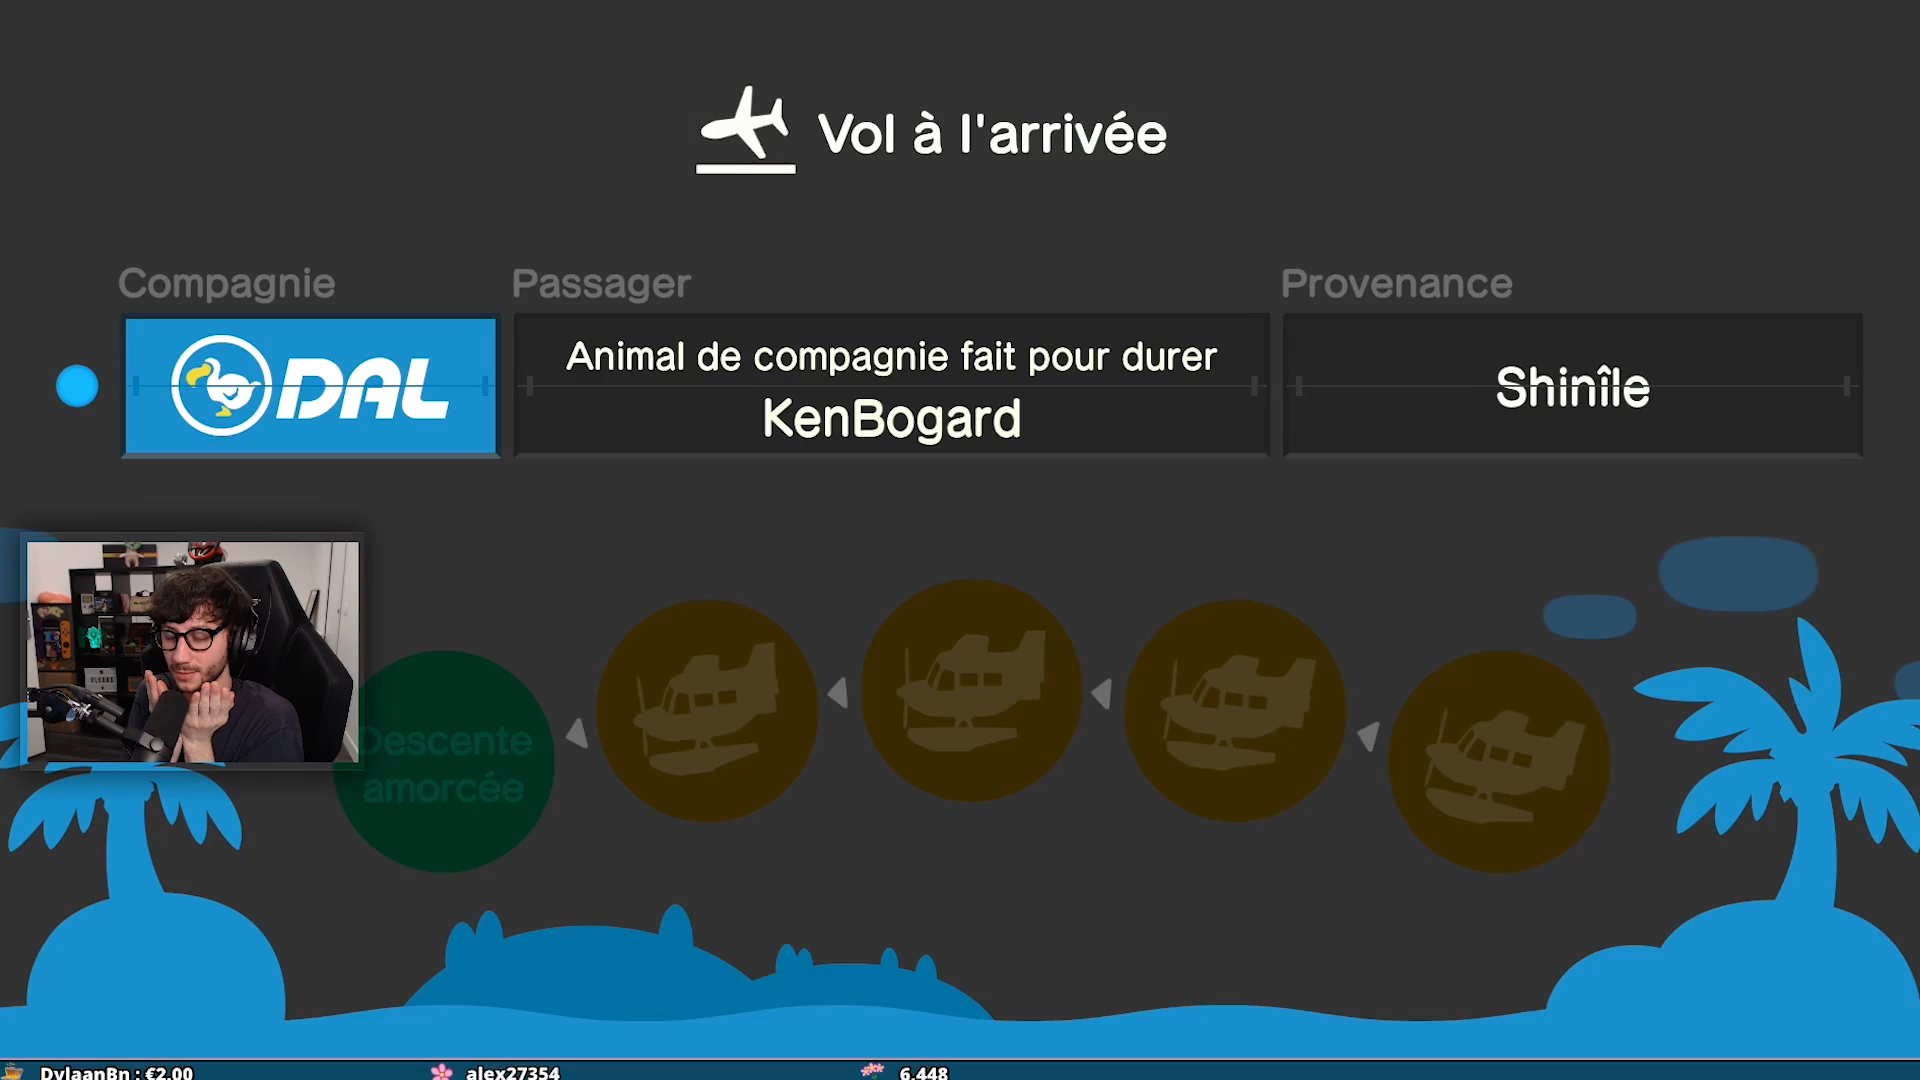 Vol à l'arrivée
Compagnie
Passager
Provenance
DAL
Animal de compagnie fait pour durer
KenBogard
Shinîle
Descente
amorcée
DylaanBn : €2.00
alex27354
6,448